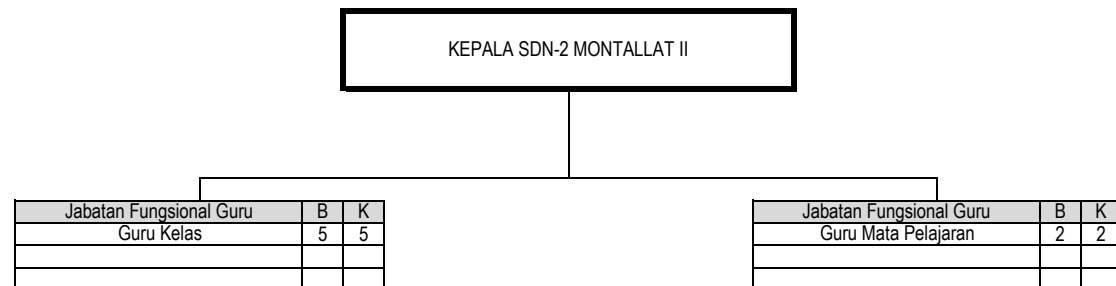 KEPALA SDN-2 MONTALLAT II
Jabatan Fungsional Guru B K
Guru Kelas 5 5
Jabatan Fungsional Guru B K
Guru Mata Pelajaran 2 2